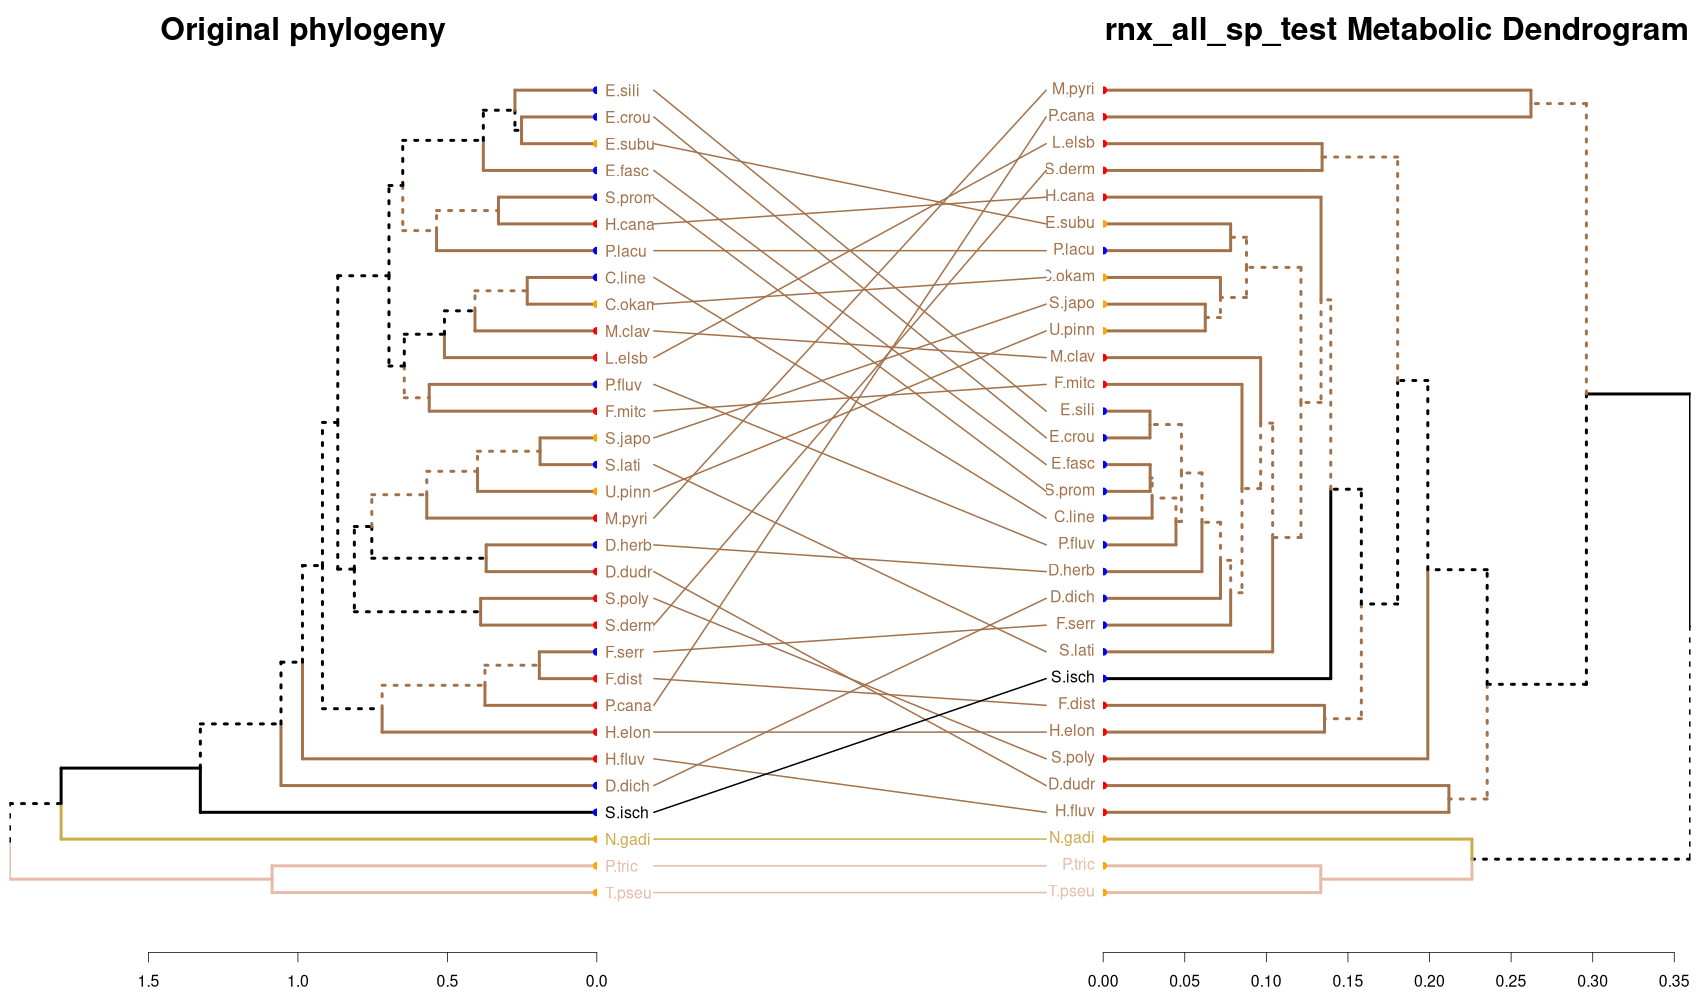 Original phylogeny
rnx_all_sp_test Metabolic Dendrogram
E.sili
E.crou
E.subu
E.fasc
S.prom
H.cana
P.lacu
C.line
C.okan
M.clav
L.elsb
P.fluv
F.mitc
S.japo
S.lati
U.pinn
M.pyri
D.herb
D.dudr
S.poly
S.derm
F.serr
F.dist
P.cana
H.elon
H.fluv
D.dich
S.isch
N.gadi
P.tric
T.pseu
M.pyri
P.cana
L.elsb
S.derm
H.cana
E.subu
P.lacu
C.okam
S.japo
U.pinn
M.clav
F.mitc
E.sili
E.crou
E.fasc
S.prom
C.line
P.fluv
D.herb
D.dich
F.serr
S.lati
S.isch
F.dist
H.elon
S.poly
D.dudr
H.fluv
N.gadi
P.tric
T.pseu
1.5 1.0 0.5 0.0
0.00 0.05 0.10 0.15 0.20 0.25 0.30 0.35